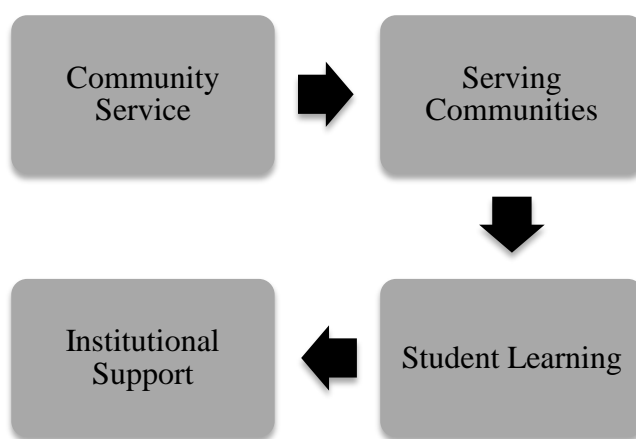 Community
Service
Serving
Communities
Institutional
Support
Student Learning